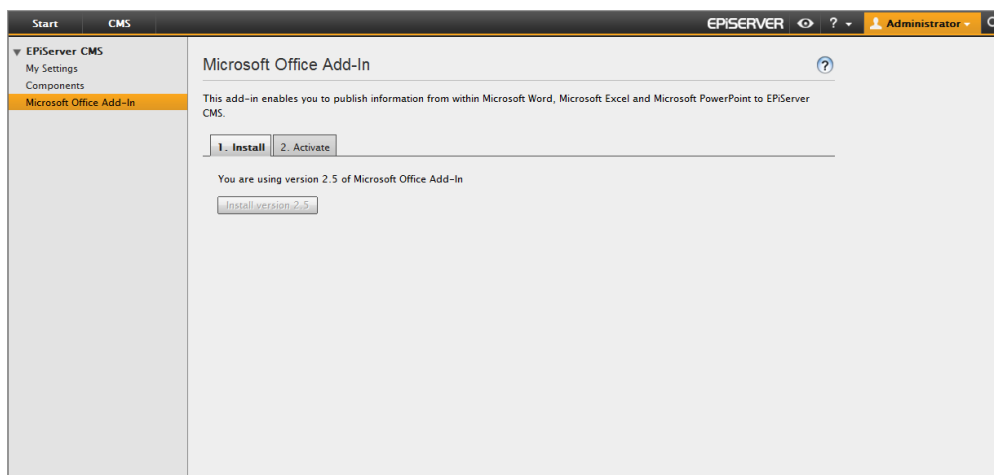 Start CMS EPiSERVER ? Administrator
EPiServer CMS
My Settings
Components
Microsoft Office Add-In
Microsoft Office Add-In ?
This add-in enables you to publish information from within Microsoft Word, Microsoft Excel and Microsoft PowerPoint to EPiServer
CMS.
1. Install 2. Activate
You are using version 2.5 of Microsoft Office Add-In
Install version 2.5